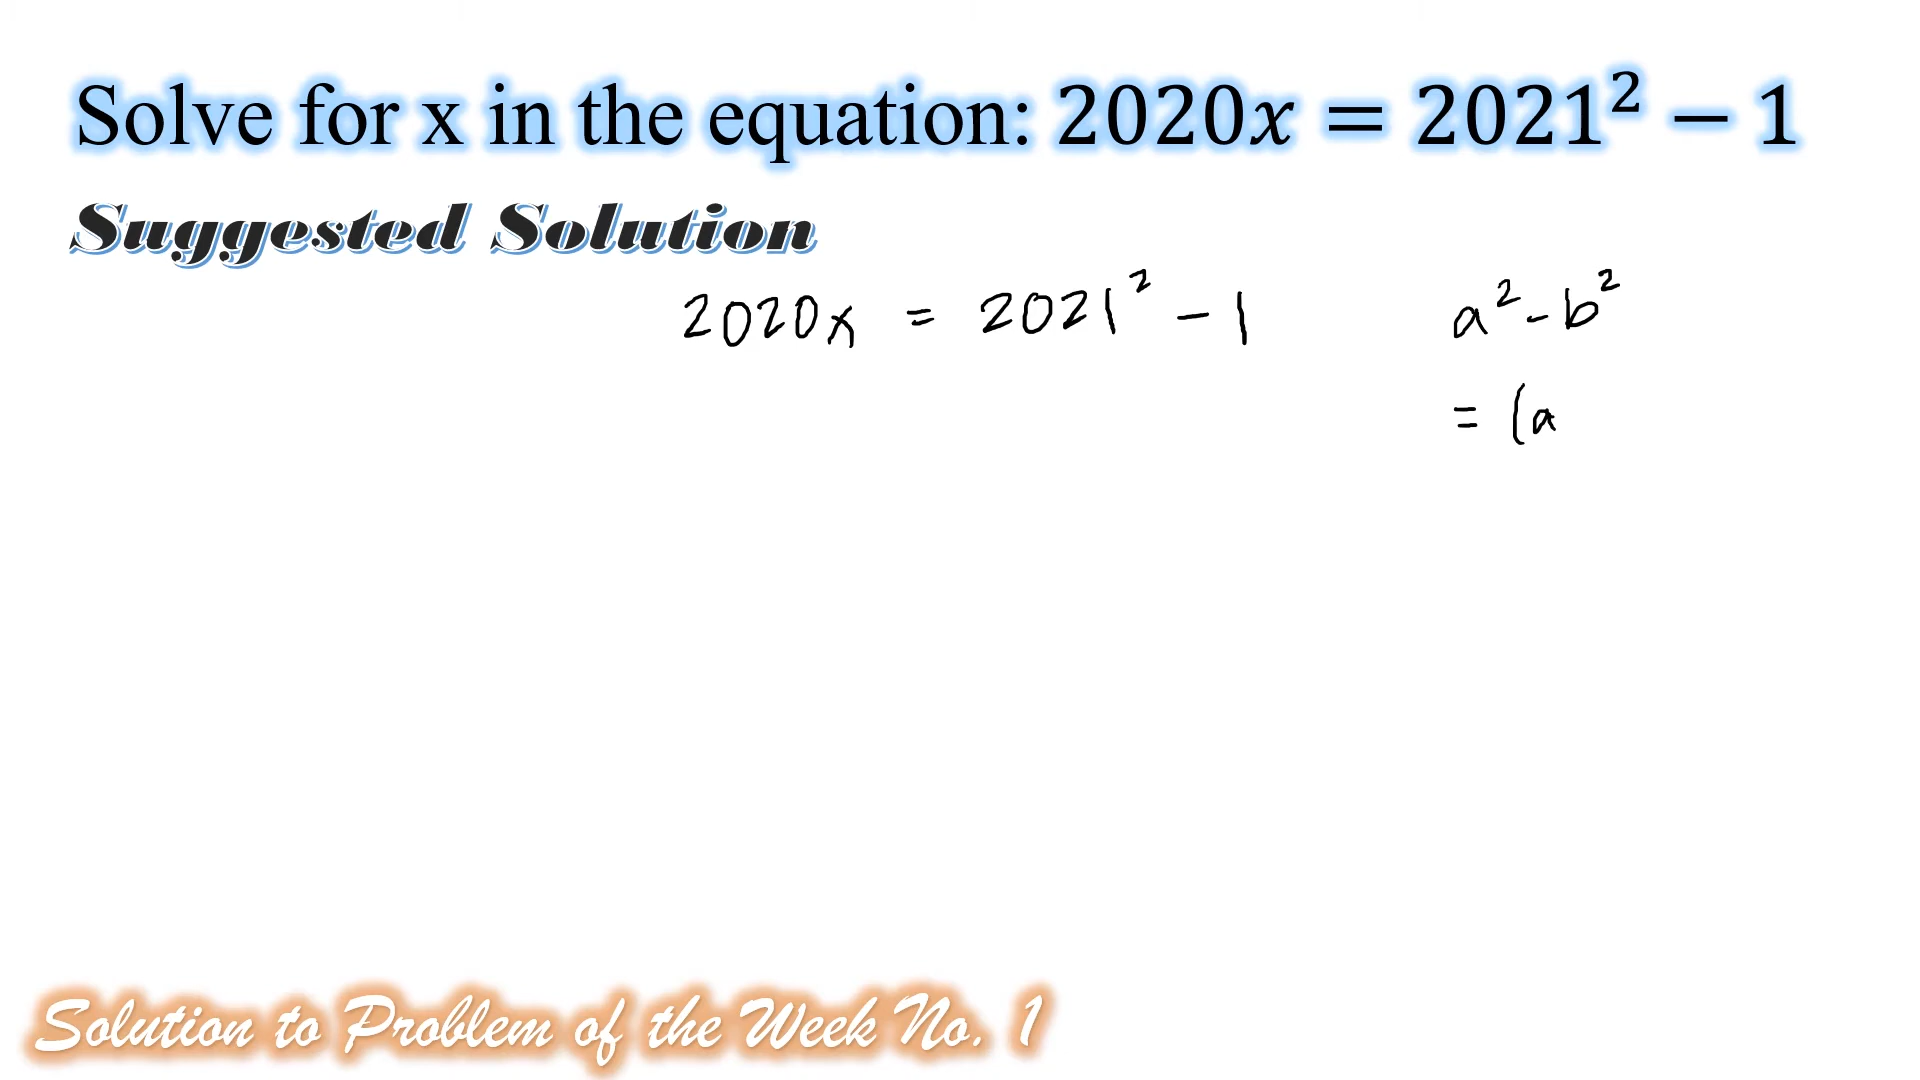 Solve for x in the equation: 2020𝑥 = 2021² − 1
Suggested Solution
2020x = 2021² - 1
a² - b²
= (a
Solution to Problem of the Week No. 1